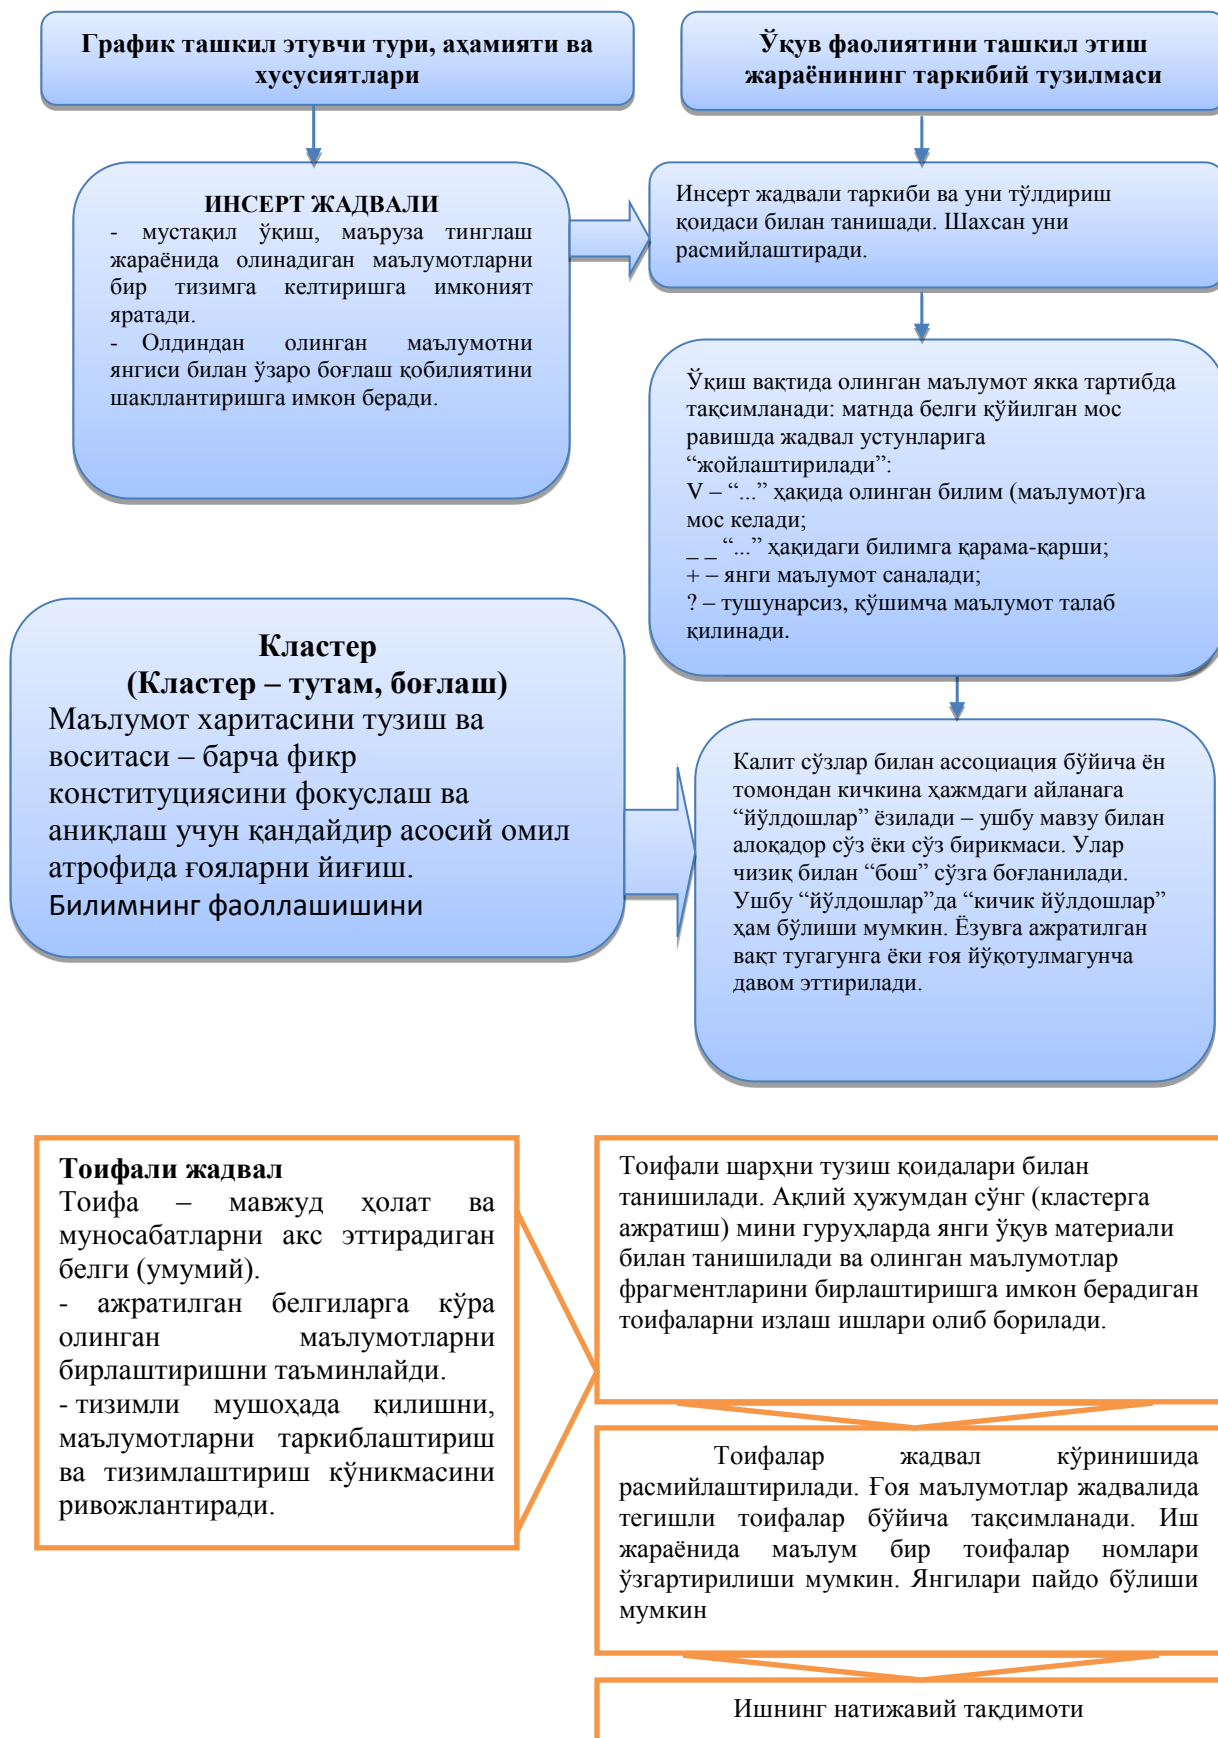 График ташкил этувчи тури, аҳамияти ва
хусусиятлари
Ўқув фаолиятини ташкил этиш
жараёнининг таркибий тузилмаси
ИНСЕРТ ЖАДВАЛИ
- мустақил ўқиш, маъруза тинглаш
жараёнида олинадиган маълумотларни
бир тизимга келтиришга имконият
яратади.
- Олдиндан олинган маълумотни
янгиси билан ўзаро боғлаш қобилиятини
шакллантиришга имкон беради.
Инсерт жадвали таркиби ва уни тўлдириш
қоидаси билан танишади. Шахсан уни
расмийлаштиради.
Ўқиш вақтида олинган маълумот якка тартибда
тақсимланади: матнда белги қўйилган мос
равишда жадвал устунларига
“жойлаштирилади”:
V – “...” ҳақида олинган билим (маълумот)га
мос келади;
_ _ “...” ҳақидаги билимга қарама-қарши;
+ – янги маълумот саналади;
? – тушунарсиз, қўшимча маълумот талаб
қилинади.
Кластер
(Кластер – тутам, боғлаш)
Маълумот харитасини тузиш ва
воситаси – барча фикр
конституциясини фокуслаш ва
аниқлаш учун қандайдир асосий омил
атрофида ғояларни йиғиш.
Билимнинг фаоллашишини
Калит сўзлар билан ассоциация бўйича ён
томондан кичкина ҳажмдаги айланага
“йўлдошлар” ёзилади – ушбу мавзу билан
алоқадор сўз ёки сўз бирикмаси. Улар
чизиқ билан “бош” сўзга боғланилади.
Ушбу “йўлдошлар”да “кичик йўлдошлар”
ҳам бўлиши мумкин. Ёзувга ажратилган
вақт тугагунга ёки ғоя йўқотулмагунча
давом эттирилади.
Тоифали жадвал
Тоифа – мавжуд ҳолат ва
муносабатларни акс эттирадиган
белги (умумий).
- ажратилган белгиларга кўра
олинган маълумотларни
бирлаштиришни таъминлайди.
- тизимли мушоҳада қилишни,
маълумотларни таркиблаштириш
ва тизимлаштириш кўникмасини
ривожлантиради.
Тоифали шарҳни тузиш қоидалари билан
танишилади. Ақлий ҳужумдан сўнг (кластерга
ажратиш) мини гуруҳларда янги ўқув материали
билан танишилади ва олинган маълумотлар
фрагментларини бирлаштиришга имкон берадиган
тоифаларни излаш ишлари олиб борилади.
Тоифалар жадвал кўринишида
расмийлаштирилади. Ғоя маълумотлар жадвалида
тегишли тоифалар бўйича тақсимланади. Иш
жараёнида маълум бир тоифалар номлари
ўзгартирилиши мумкин. Янгилари пайдо бўлиши
мумкин
Ишнинг натижавий тақдимоти